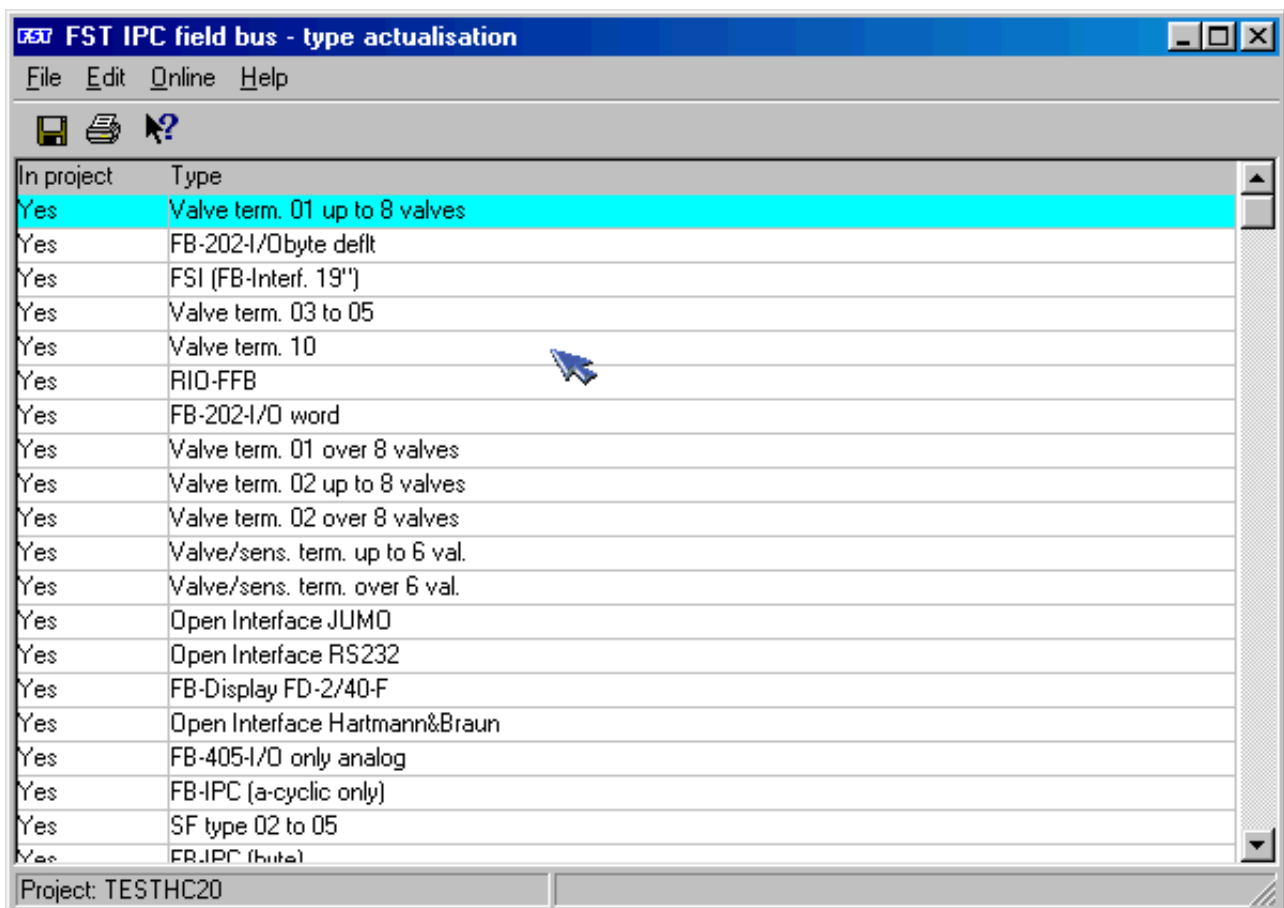 FST FST IPC field bus - type actualisation
File Edit Online Help
?
In project Type
Yes Valve term. 01 up to 8 valves
Yes FB-202-I/Obyte deflt
Yes FSI (FB-Interf. 19")
Yes Valve term. 03 to 05
Yes Valve term. 10
Yes RIO-FFB
Yes FB-202-I/O word
Yes Valve term. 01 over 8 valves
Yes Valve term. 02 up to 8 valves
Yes Valve term. 02 over 8 valves
Yes Valve/sens. term. up to 6 val.
Yes Valve/sens. term. over 6 val.
Yes Open Interface JUMO
Yes Open Interface RS232
Yes FB-Display FD-2/40-F
Yes Open Interface Hartmann&Braun
Yes FB-405-I/O only analog
Yes FB-IPC (a-cyclic only)
Yes SF type 02 to 05
Yes FB-IPC (byte)
Project: TESTHC20